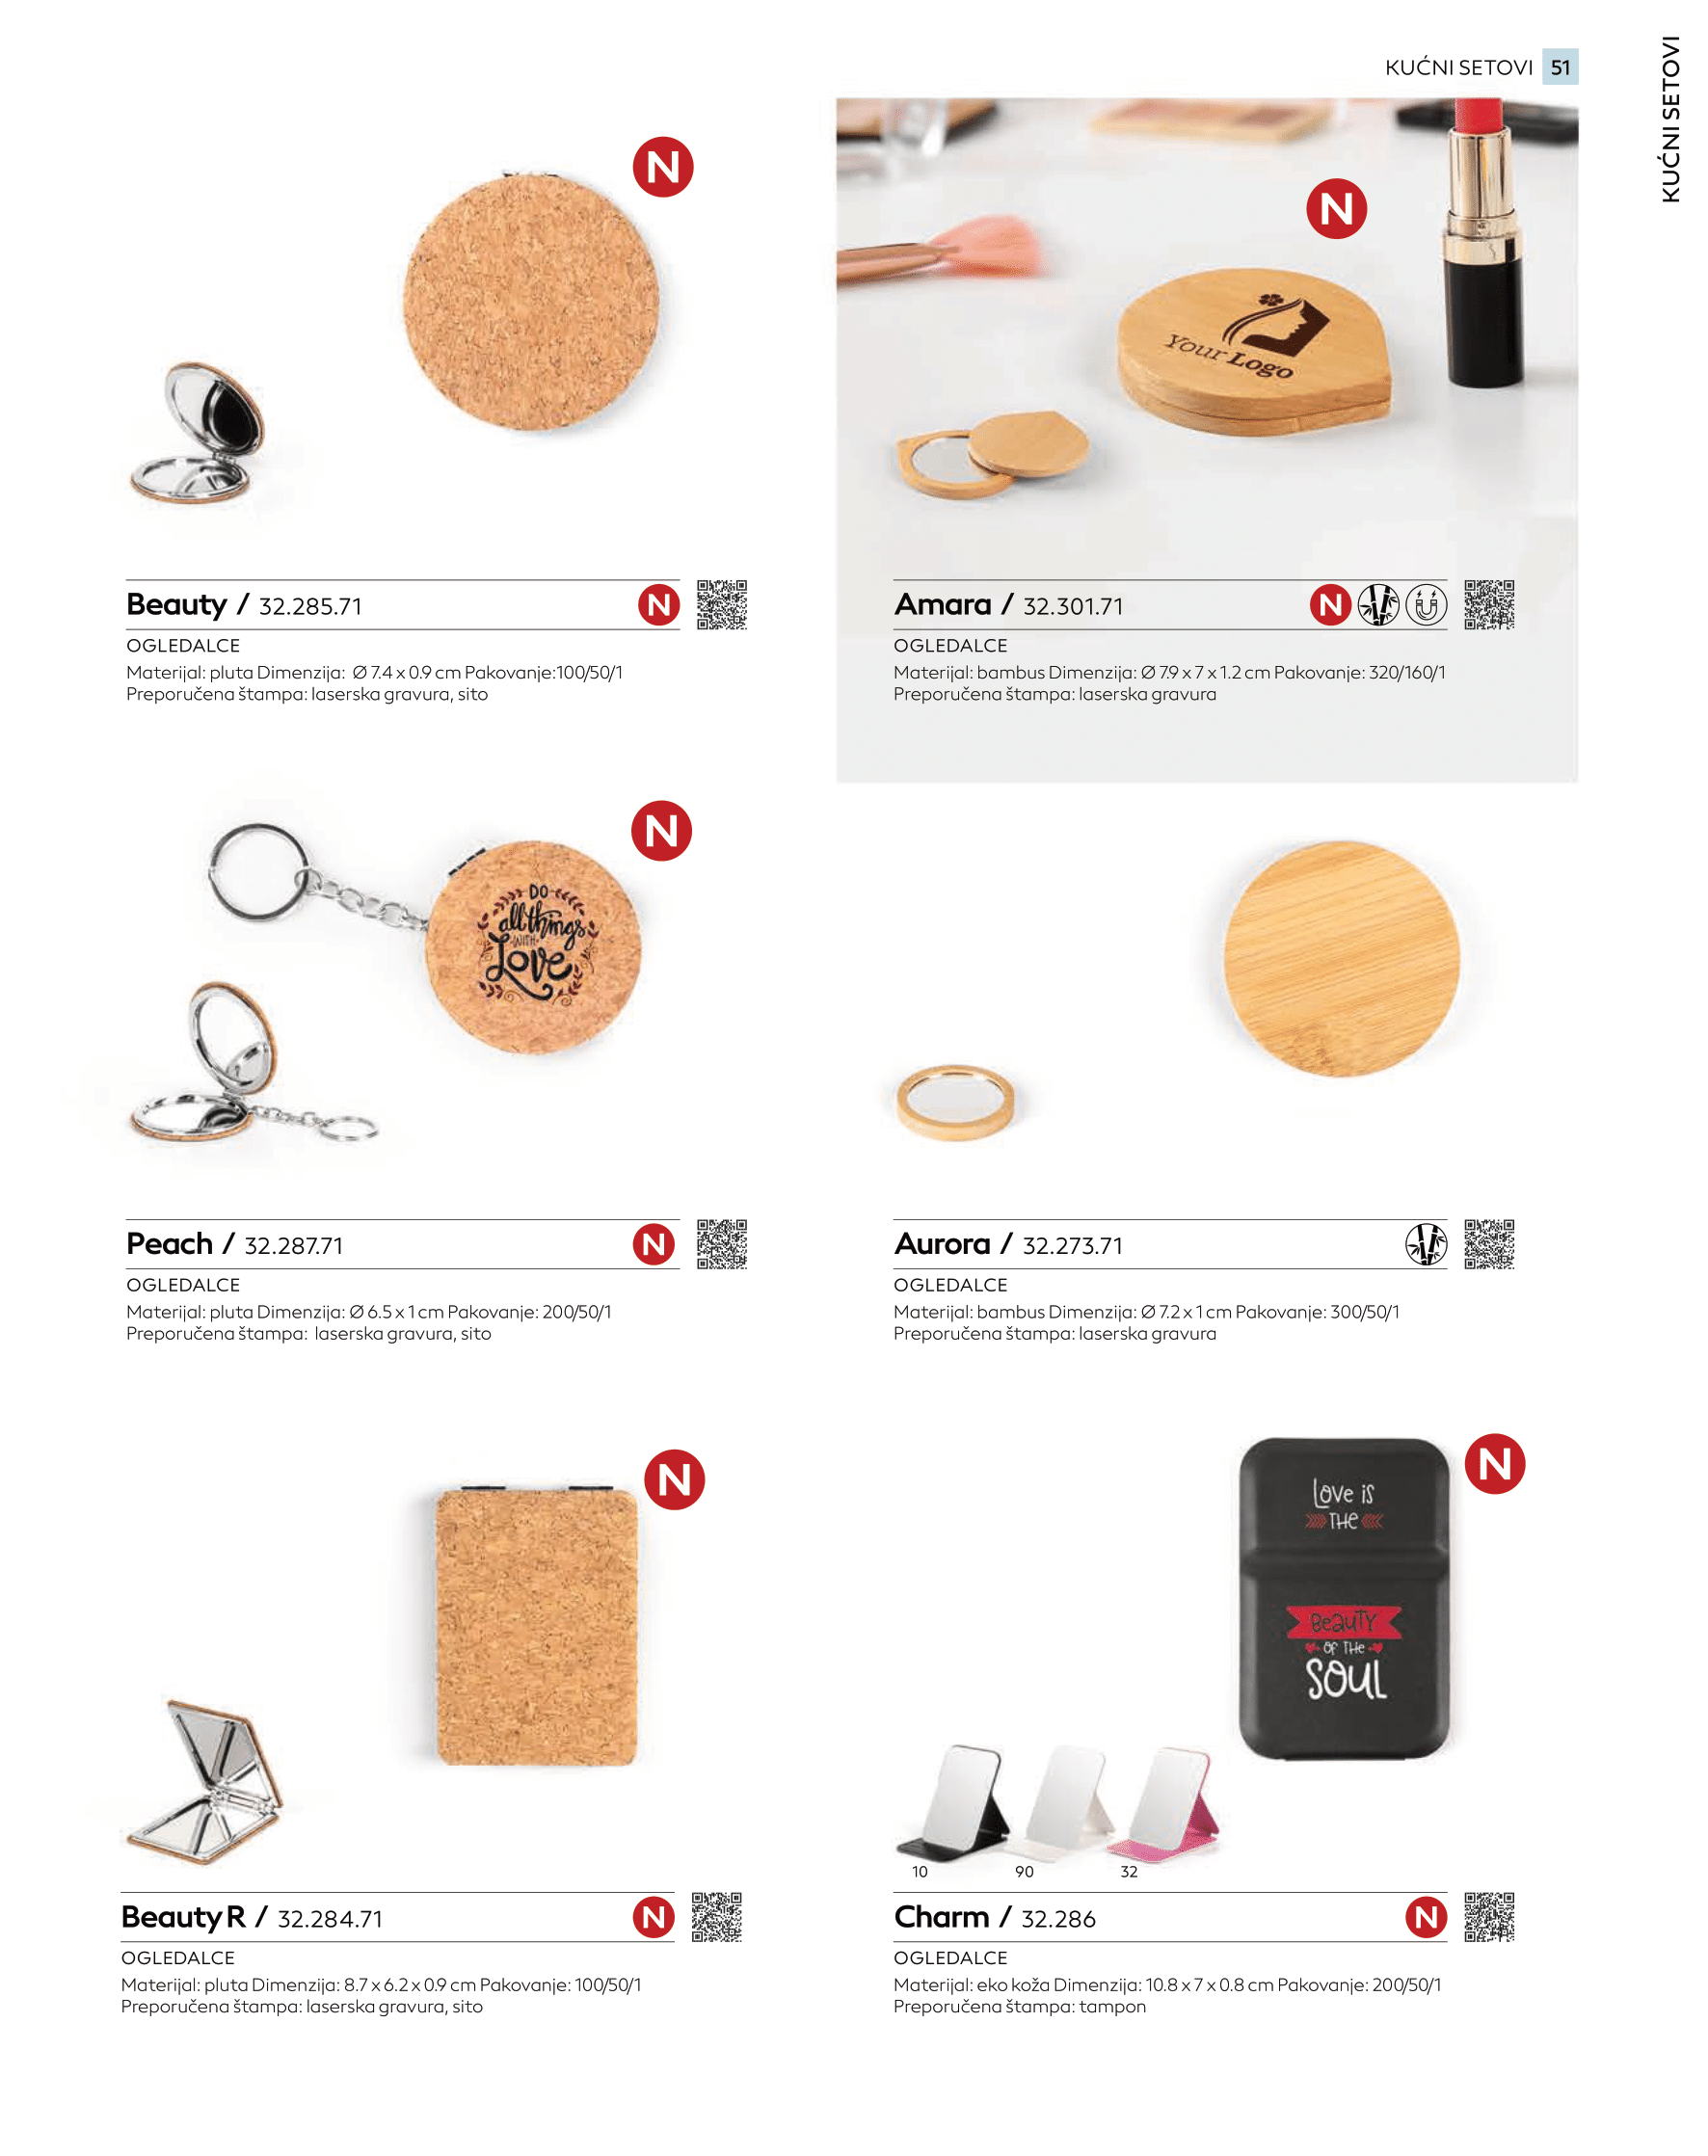 KUĆNI SETOVI 51
KUĆNI SETOVI
N
N
Your Logo
Beauty / 32.285.71 N
OGLEDALCE
Materijal: pluta Dimenzija: Ø 7.4 x 0.9 cm Pakovanje:100/50/1
Preporučena štampa: laserska gravura, sito
Amara / 32.301.71 N
OGLEDALCE
Materijal: bambus Dimenzija: Ø 7.9 x 7 x 1.2 cm Pakovanje: 320/160/1
Preporučena štampa: laserska gravura
N
DO
all things
WITH
Love
Peach / 32.287.71 N
OGLEDALCE
Materijal: pluta Dimenzija: Ø 6.5 x 1 cm Pakovanje: 200/50/1
Preporučena štampa: laserska gravura, sito
Aurora / 32.273.71
OGLEDALCE
Materijal: bambus Dimenzija: Ø 7.2 x 1 cm Pakovanje: 300/50/1
Preporučena štampa: laserska gravura
N
Beauty R / 32.284.71 N
OGLEDALCE
Materijal: pluta Dimenzija: 8.7 x 6.2 x 0.9 cm Pakovanje: 100/50/1
Preporučena štampa: laserska gravura, sito
N
Love is
THE
BEAUTY
OF THE
SOUL
10 90 32
Charm / 32.286 N
OGLEDALCE
Materijal: eko koža Dimenzija: 10.8 x 7 x 0.8 cm Pakovanje: 200/50/1
Preporučena štampa: tampon